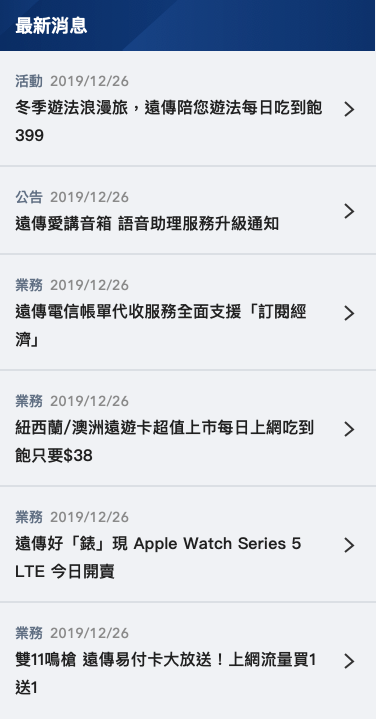 最新消息
活動 2019/12/26
冬季遊法浪漫旅，遠傳陪您遊法每日吃到飽
399
公告 2019/12/26
遠傳愛講音箱 語音助理服務升級通知
業務 2019/12/26
遠傳電信帳單代收服務全面支援「訂閱經
濟」
業務 2019/12/26
紐西蘭/澳洲遠遊卡超值上市每日上網吃到
飽只要$38
業務 2019/12/26
遠傳好「錶」現 Apple Watch Series 5
LTE 今日開賣
業務 2019/12/26
雙11鳴槍 遠傳易付卡大放送！上網流量買1
送1